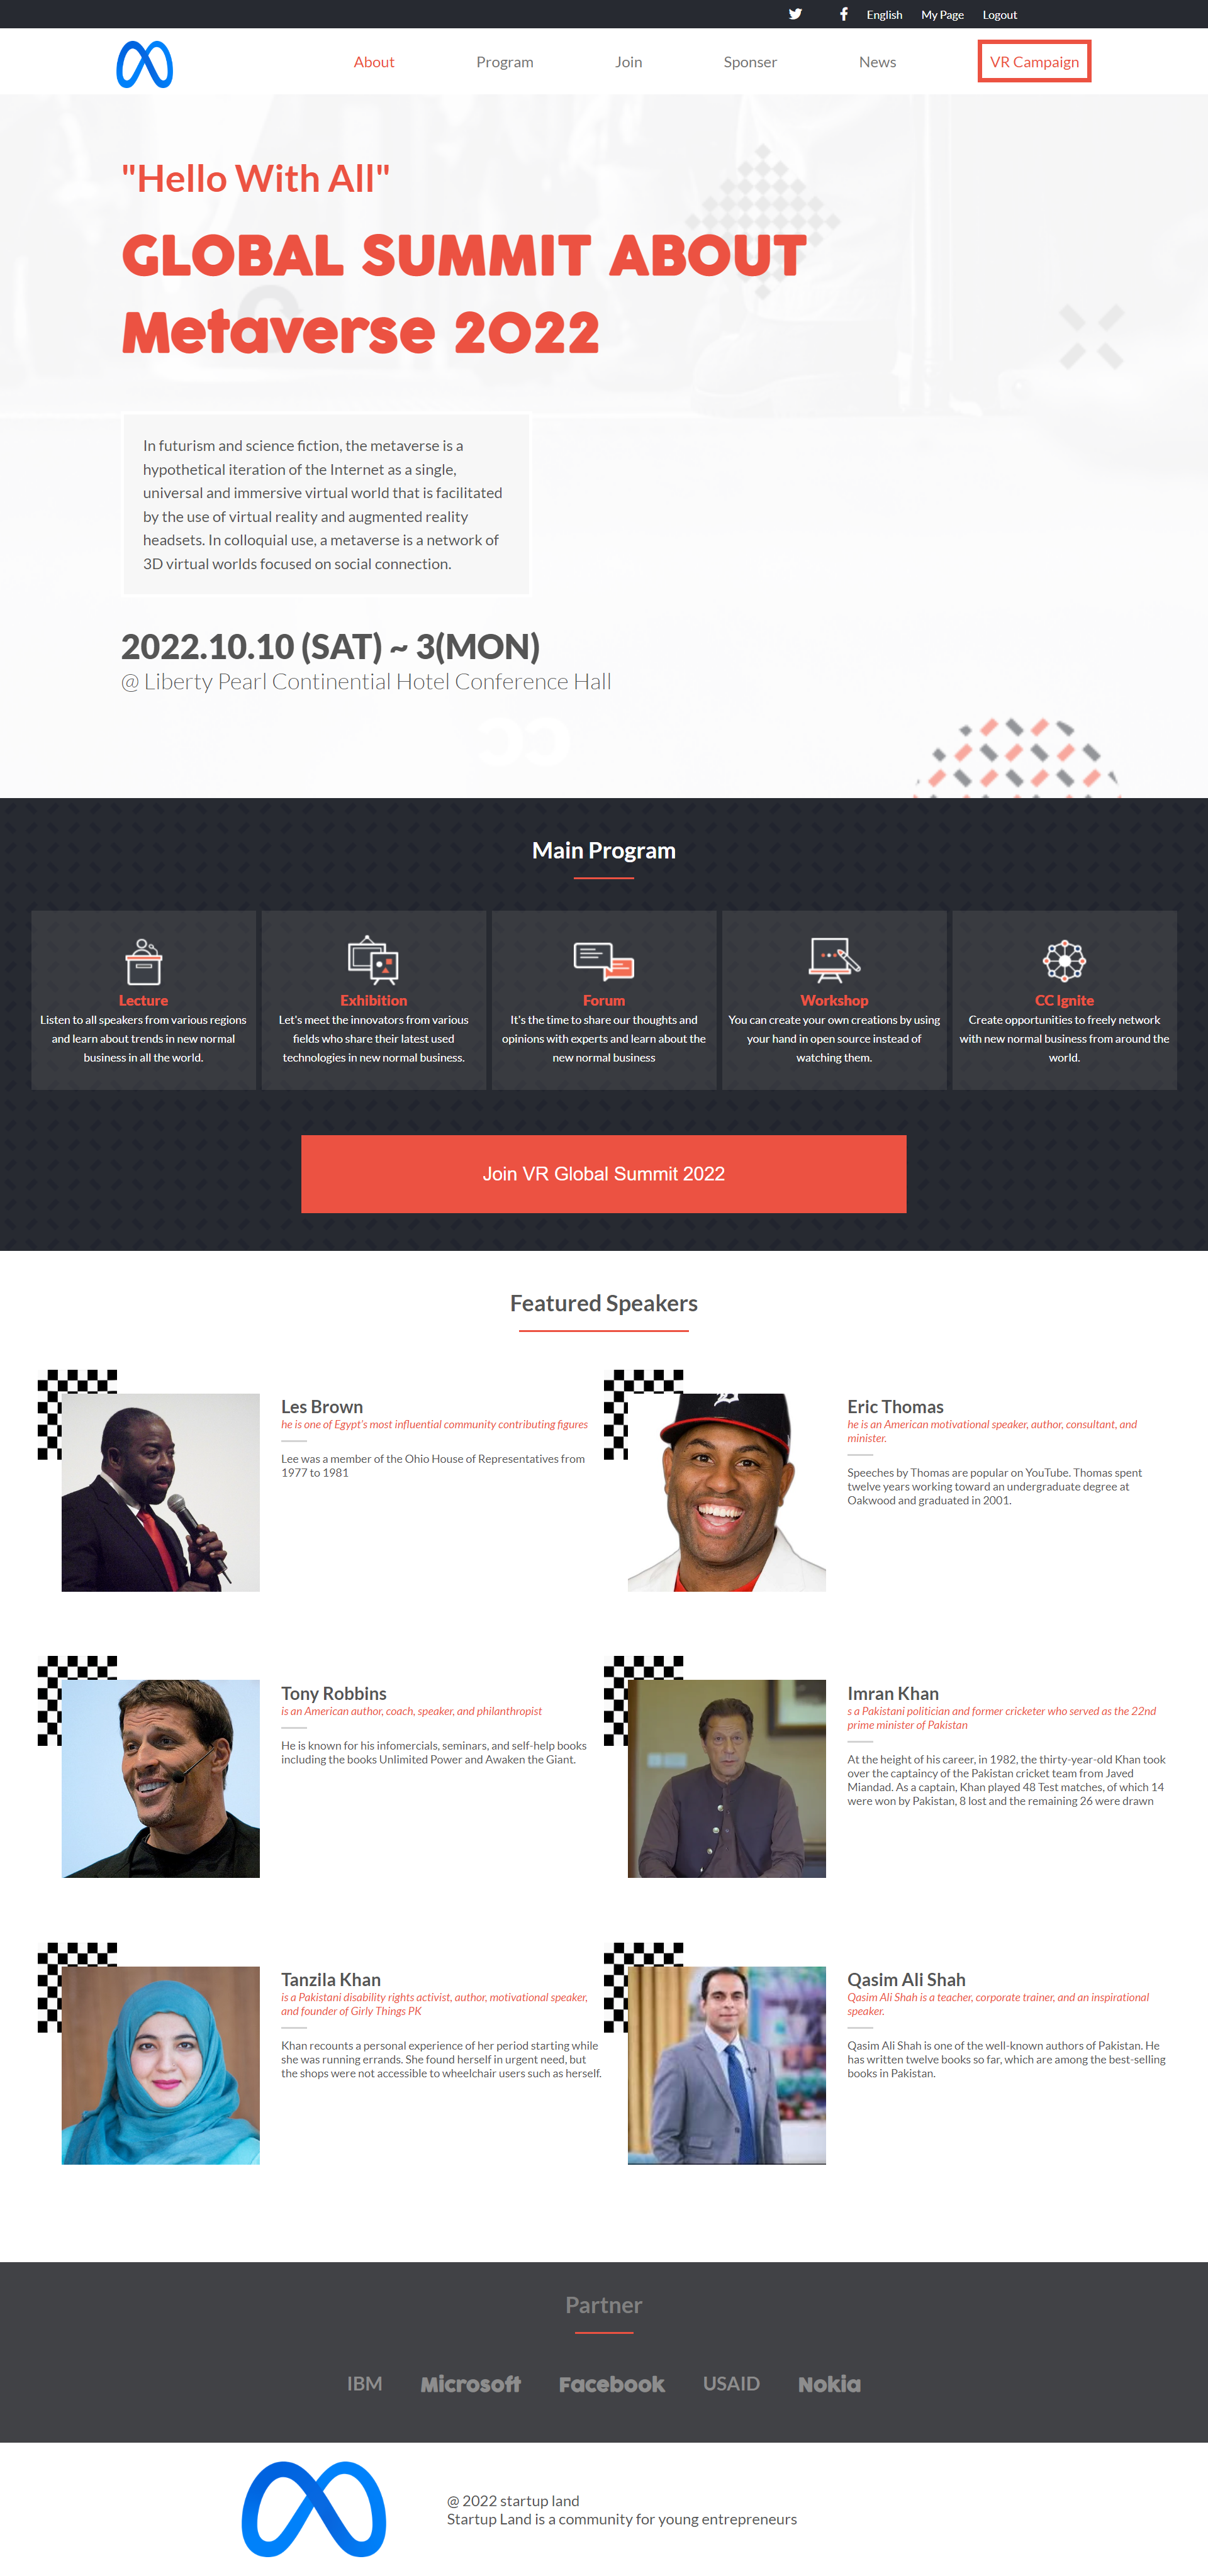 English My Page Logout
About Program Join Sponser News VR Campaign
"Hello With All"
GLOBAL SUMMIT ABOUT
Metaverse 2022
In futurism and science fiction, the metaverse is a
hypothetical iteration of the Internet as a single,
universal and immersive virtual world that is facilitated
by the use of virtual reality and augmented reality
headsets. In colloquial use, a metaverse is a network of
3D virtual worlds focused on social connection.
2022.10.10 (SAT) ~ 3(MON)
@ Liberty Pearl Continential Hotel Conference Hall
Main Program
Lecture
Listen to all speakers from various regions
and learn about trends in new normal
business in all the world.
Exhibition
Let's meet the innovators from various
fields who share their latest used
technologies in new normal business.
Forum
It's the time to share our thoughts and
opinions with experts and learn about the
new normal business
Workshop
You can create your own creations by using
your hand in open source instead of
watching them.
CC Ignite
Create opportunities to freely network
with new normal business from around the
world.
Join VR Global Summit 2022
Featured Speakers
Les Brown
he is one of Egypt's most influential community contributing figures
Lee was a member of the Ohio House of Representatives from
1977 to 1981
Eric Thomas
he is an American motivational speaker, author, consultant, and
minister.
Speeches by Thomas are popular on YouTube. Thomas spent
twelve years working toward an undergraduate degree at
Oakwood and graduated in 2001.
Tony Robbins
is an American author, coach, speaker, and philanthropist
He is known for his infomercials, seminars, and self-help books
including the books Unlimited Power and Awaken the Giant.
Imran Khan
s a Pakistani politician and former cricketer who served as the 22nd
prime minister of Pakistan
At the height of his career, in 1982, the thirty-year-old Khan took
over the captaincy of the Pakistan cricket team from Javed
Miandad. As a captain, Khan played 48 Test matches, of which 14
were won by Pakistan, 8 lost and the remaining 26 were drawn
Tanzila Khan
is a Pakistani disability rights activist, author, motivational speaker,
and founder of Girly Things PK
Khan recounts a personal experience of her period starting while
she was running errands. She found herself in urgent need, but
the shops were not accessible to wheelchair users such as herself.
Qasim Ali Shah
Qasim Ali Shah is a teacher, corporate trainer, and an inspirational
speaker.
Qasim Ali Shah is one of the well-known authors of Pakistan. He
has written twelve books so far, which are among the best-selling
books in Pakistan.
Partner
IBM Microsoft Facebook USAID Nokia
@ 2022 startup land
Startup Land is a community for young entrepreneurs